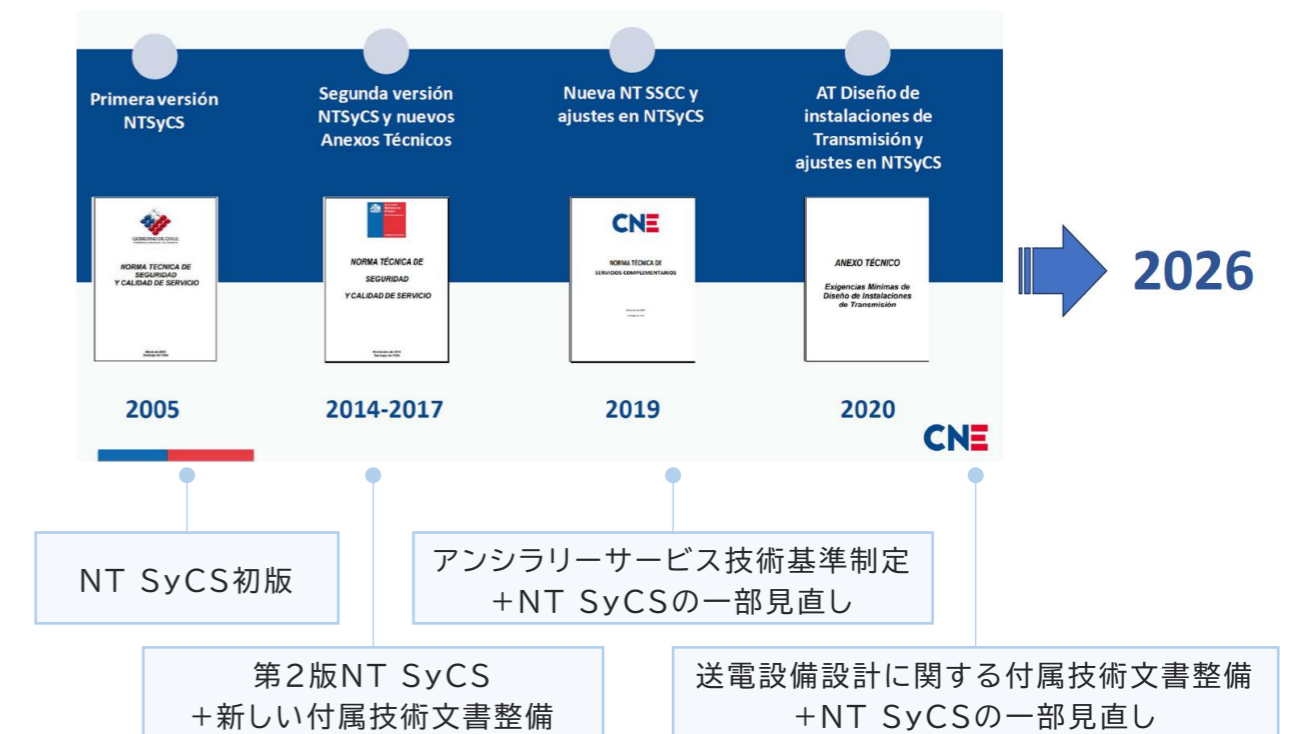 Primera versión
NTSyCS
Segunda versión
NTSyCS y nuevos
Anexos Técnicos
Nueva NT SSCC y
ajustes en NTSyCS
AT Diseño de
instalaciones de
Transmisión y
ajustes en NTSyCS
GOBIERNO DE CHILE
NORMA TECNICA DE
SEGURIDAD
Y CALIDAD DE SERVICIO
NORMA TÉCNICA DE
SEGURIDAD
Y CALIDAD DE SERVICIO
CNE
NORMA TÉCNICA DE
SERVICIOS COMPLEMENTARIOS
ANEXO TÉCNICO
Exigencias Mínimas de
Diseño de Instalaciones
de Transmisión
2026
2005
2014-2017
2019
2020
CNE
NT SyCS初版
アンシラリーサービス技術基準制定
+NT SyCSの一部見直し
第2版NT SyCS
+新しい付属技術文書整備
送電設備設計に関する付属技術文書整備
+NT SyCSの一部見直し